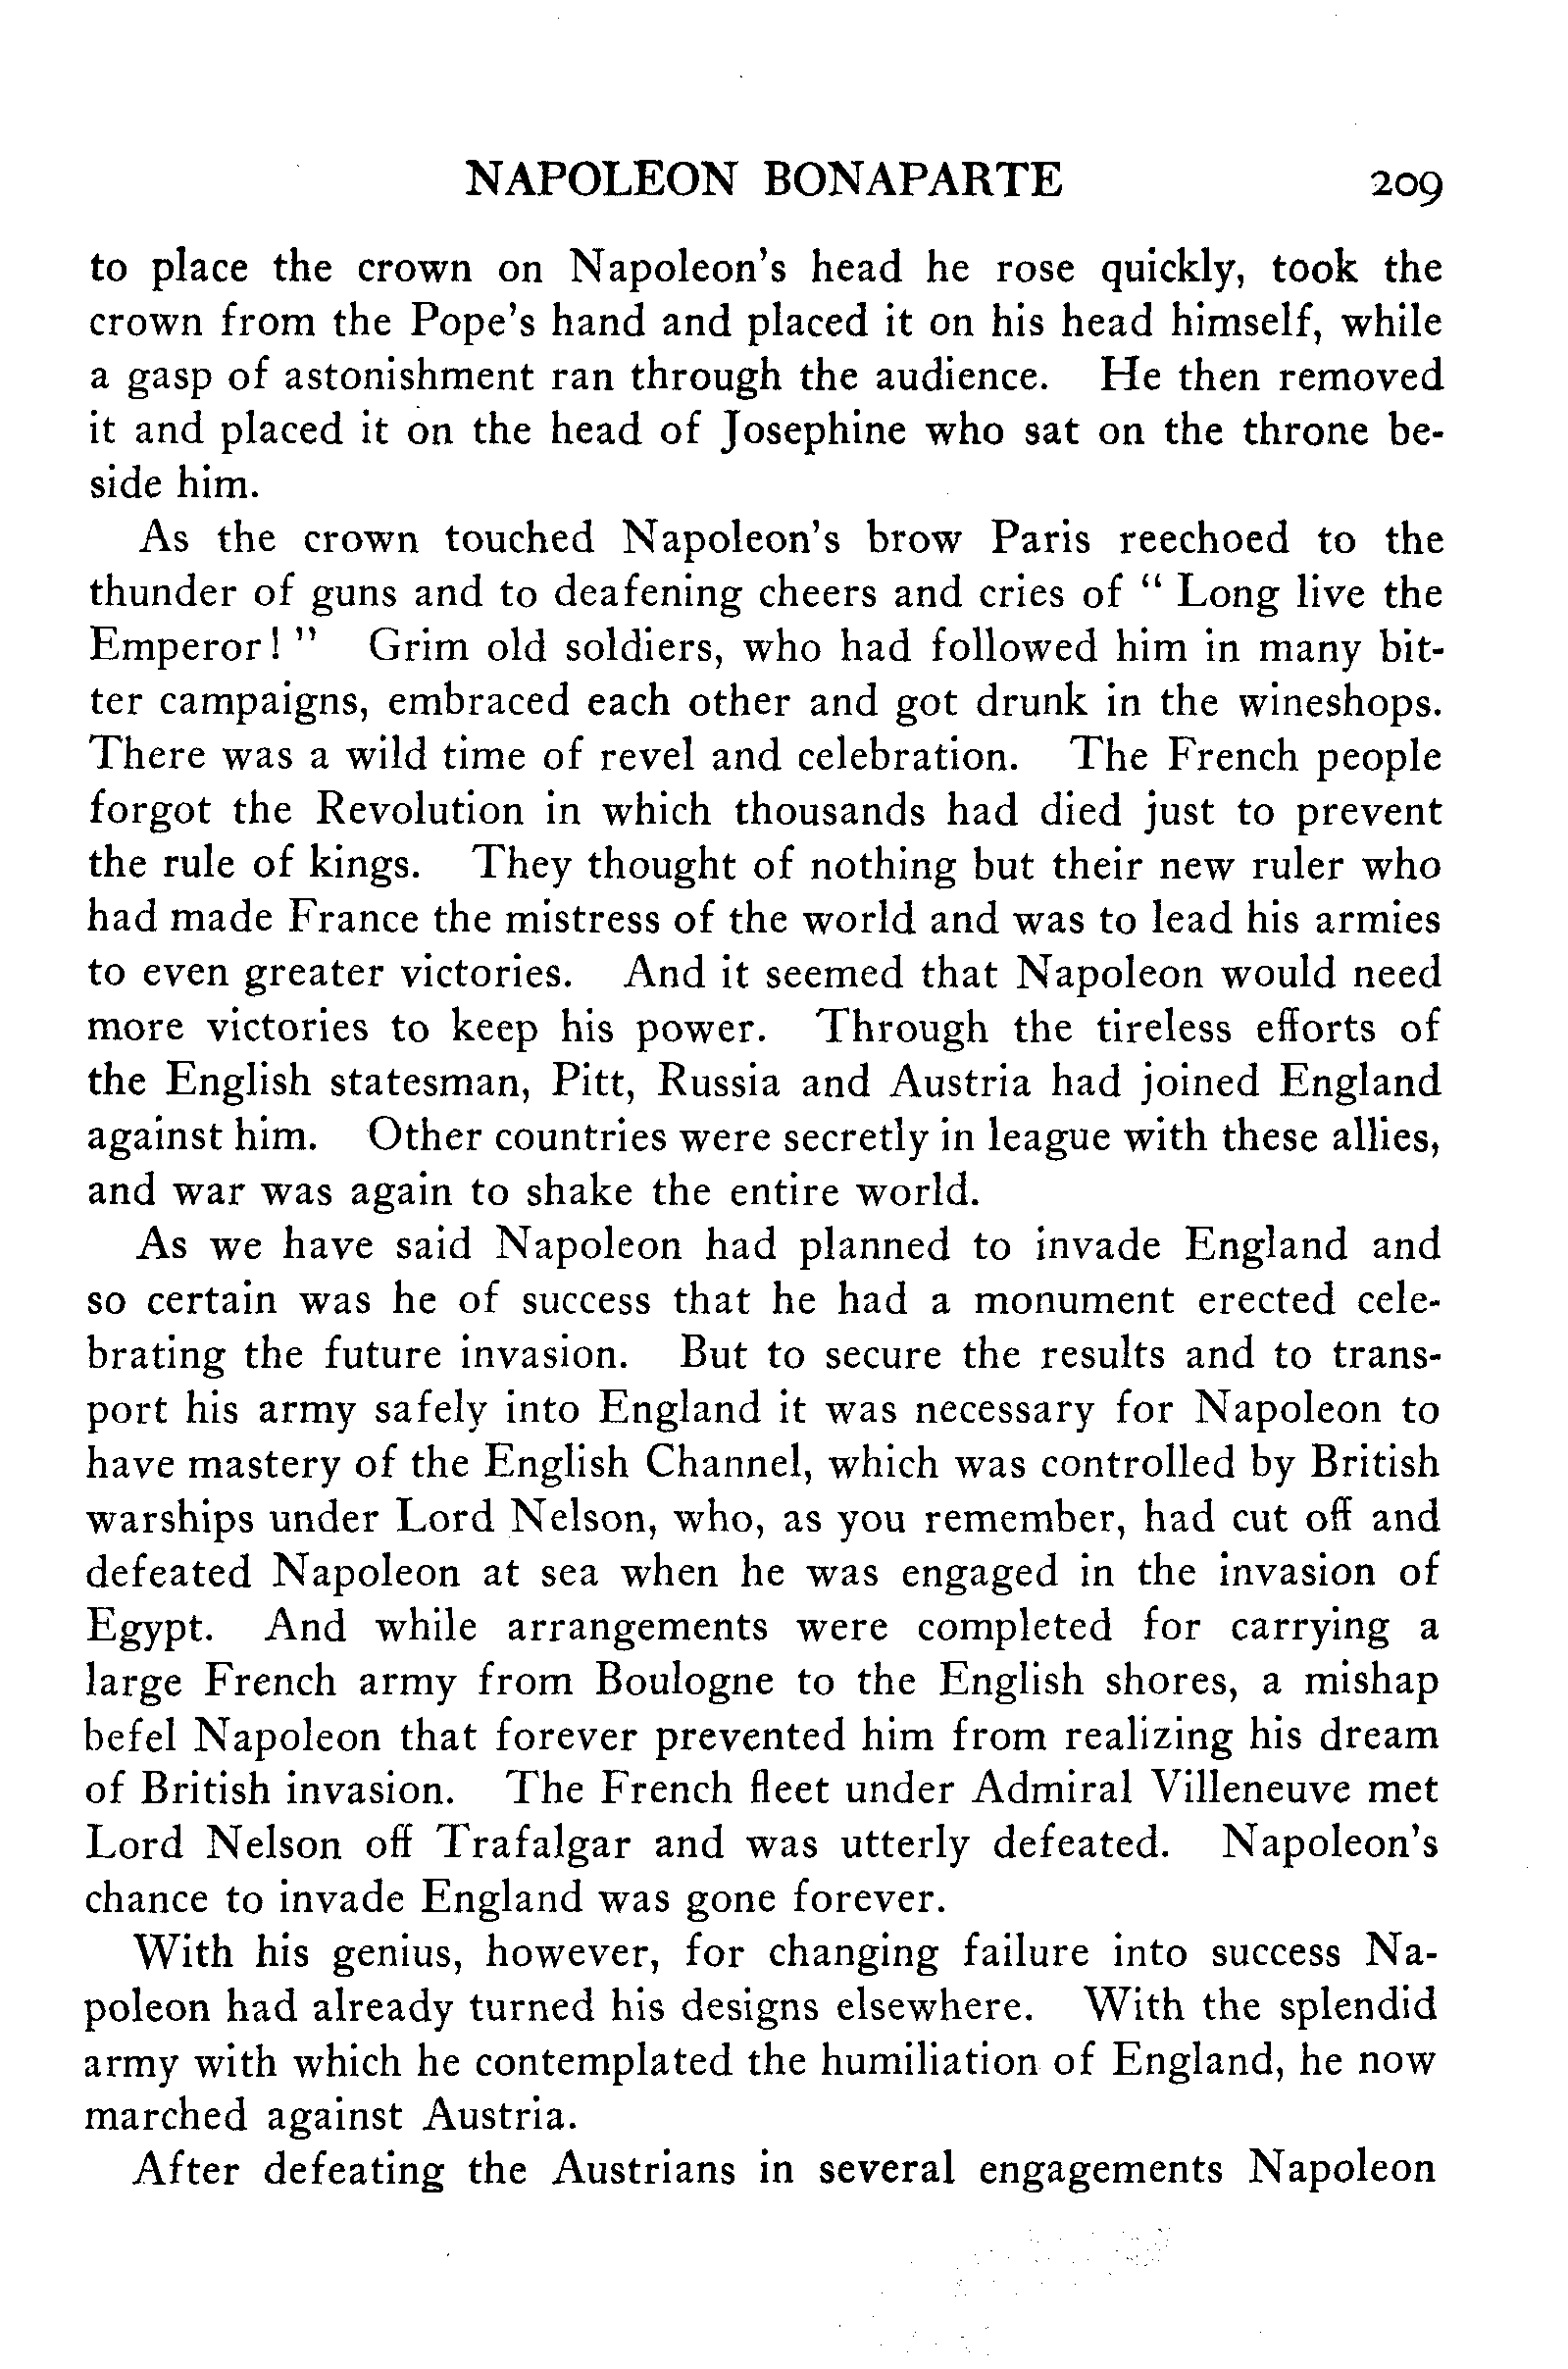 NAPOLEON BONAPARTE 209
to place the crown on Napoleon's head he rose quickly, took the
crown from the Pope's hand and placed it on his head himself, while
a gasp of astonishment ran through the audience. He then removed
it and placed it on the head of Josephine who sat on the throne be-
side him.
As the crown touched Napoleon's brow Paris reechoed to the
thunder of guns and to deafening cheers and cries of " Long live the
Emperor! " Grim old soldiers, who had followed him in many bit-
ter campaigns, embraced each other and got drunk in the wineshops.
There was a wild time of revel and celebration. The French people
forgot the Revolution in which thousands had died just to prevent
the rule of kings. They thought of nothing but their new ruler who
had made France the mistress of the world and was to lead his armies
to even greater victories. And it seemed that Napoleon would need
more victories to keep his power. Through the tireless efforts of
the English statesman, Pitt, Russia and Austria had joined England
against him. Other countries were secretly in league with these allies,
and war was again to shake the entire world.
As we have said Napoleon had planned to invade England and
so certain was he of success that he had a monument erected cele-
brating the future invasion. But to secure the results and to trans-
port his army safely into England it was necessary for Napoleon to
have mastery of the English Channel, which was controlled by British
warships under Lord Nelson, who, as you remember, had cut off and
defeated Napoleon at sea when he was engaged in the invasion of
Egypt. And while arrangements were completed for carrying a
large French army from Boulogne to the English shores, a mishap
befel Napoleon that forever prevented him from realizing his dream
of British invasion. The French fleet under Admiral Villeneuve met
Lord Nelson off Trafalgar and was utterly defeated. Napoleon's
chance to invade England was gone forever.
With his genius, however, for changing failure into success Na-
poleon had already turned his designs elsewhere. With the splendid
army with which he contemplated the humiliation of England, he now
marched against Austria.
After defeating the Austrians in several engagements Napoleon